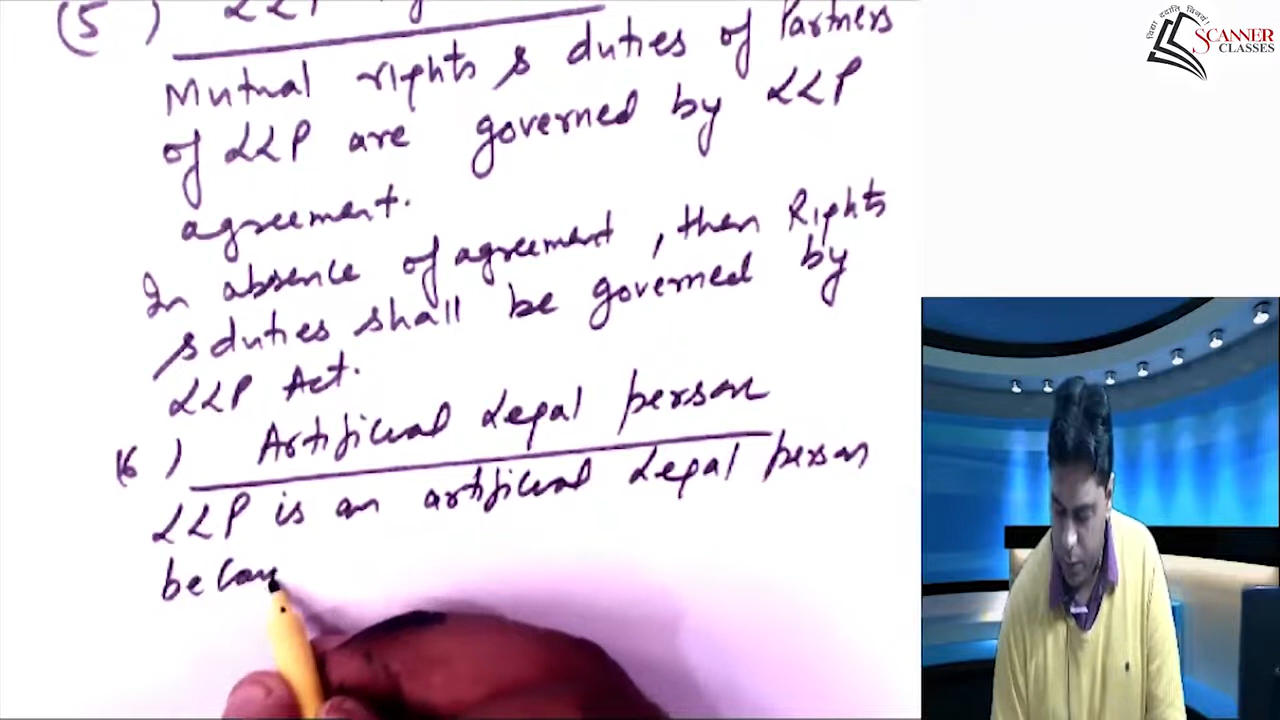 (5)
Mutual rights & duties of Partners
of LLP are governed by LLP
agreement.
In absence of agreement, then Rights
& duties shall be governed by
LLP Act.
(6) Artificial Legal person
LLP is an artificial Legal person
becau
विद्या ददाति विनयं।
SCANNER
CLASSES